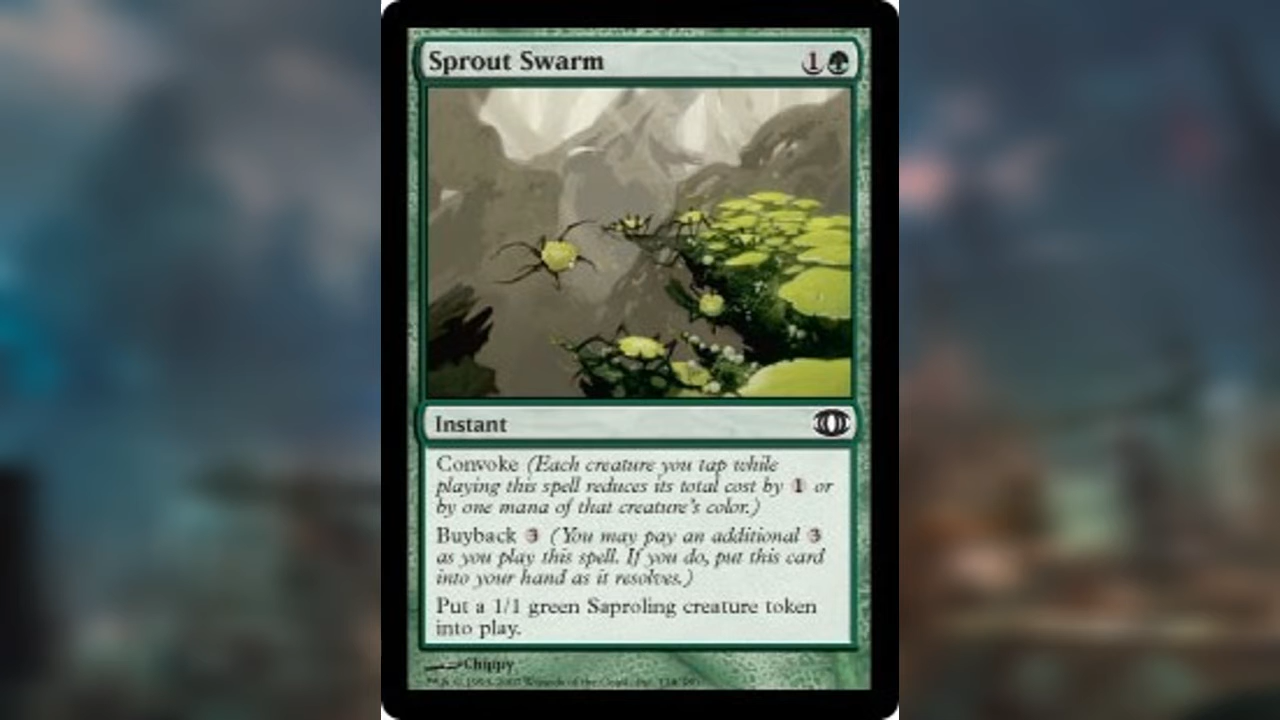 Sprout Swarm 1
Instant
Convoke (Each creature you tap while
playing this spell reduces its total cost by 1 or
by one mana of that creature's color.)
Buyback 3 (You may pay an additional 3
as you play this spell. If you do, put this card
into your hand as it resolves.)
Put a 1/1 green Saproling creature token
into play.
Chippy